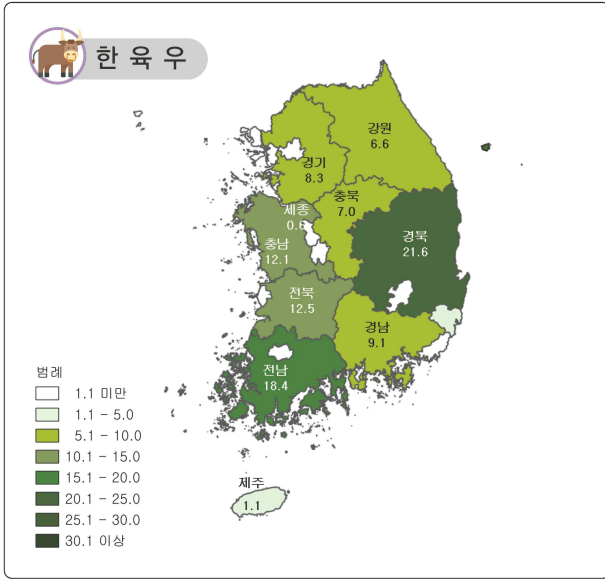 한 육 우
강원
6.6
경기
8.3
충북
7.0
세종
0.6
경북
21.6
충남
12.1
전북
12.5
경남
9.1
전남
18.4
제주
1.1
범례
1.1 미만
1.1 - 5.0
5.1 - 10.0
10.1 - 15.0
15.1 - 20.0
20.1 - 25.0
25.1 - 30.0
30.1 이상